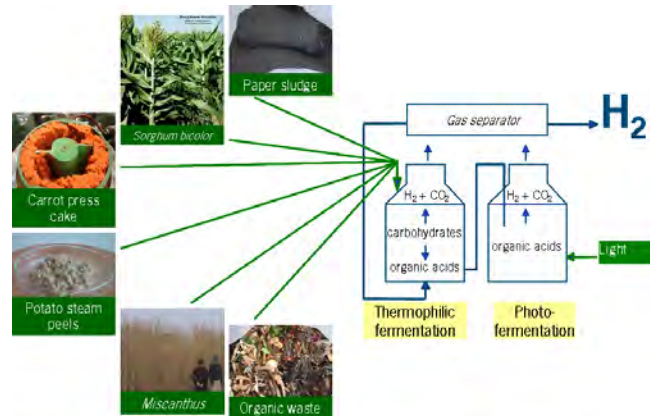 Paper sludge
Sorghum bicolor
Carrot press
cake
Potato steam
peels
Miscanthus
Organic waste
Gas separator
H2
H2 + CO2
carbohydrates
organic acids
H2 + CO2
organic acids
Light
Thermophilic
fermentation
Photo-
fermentation